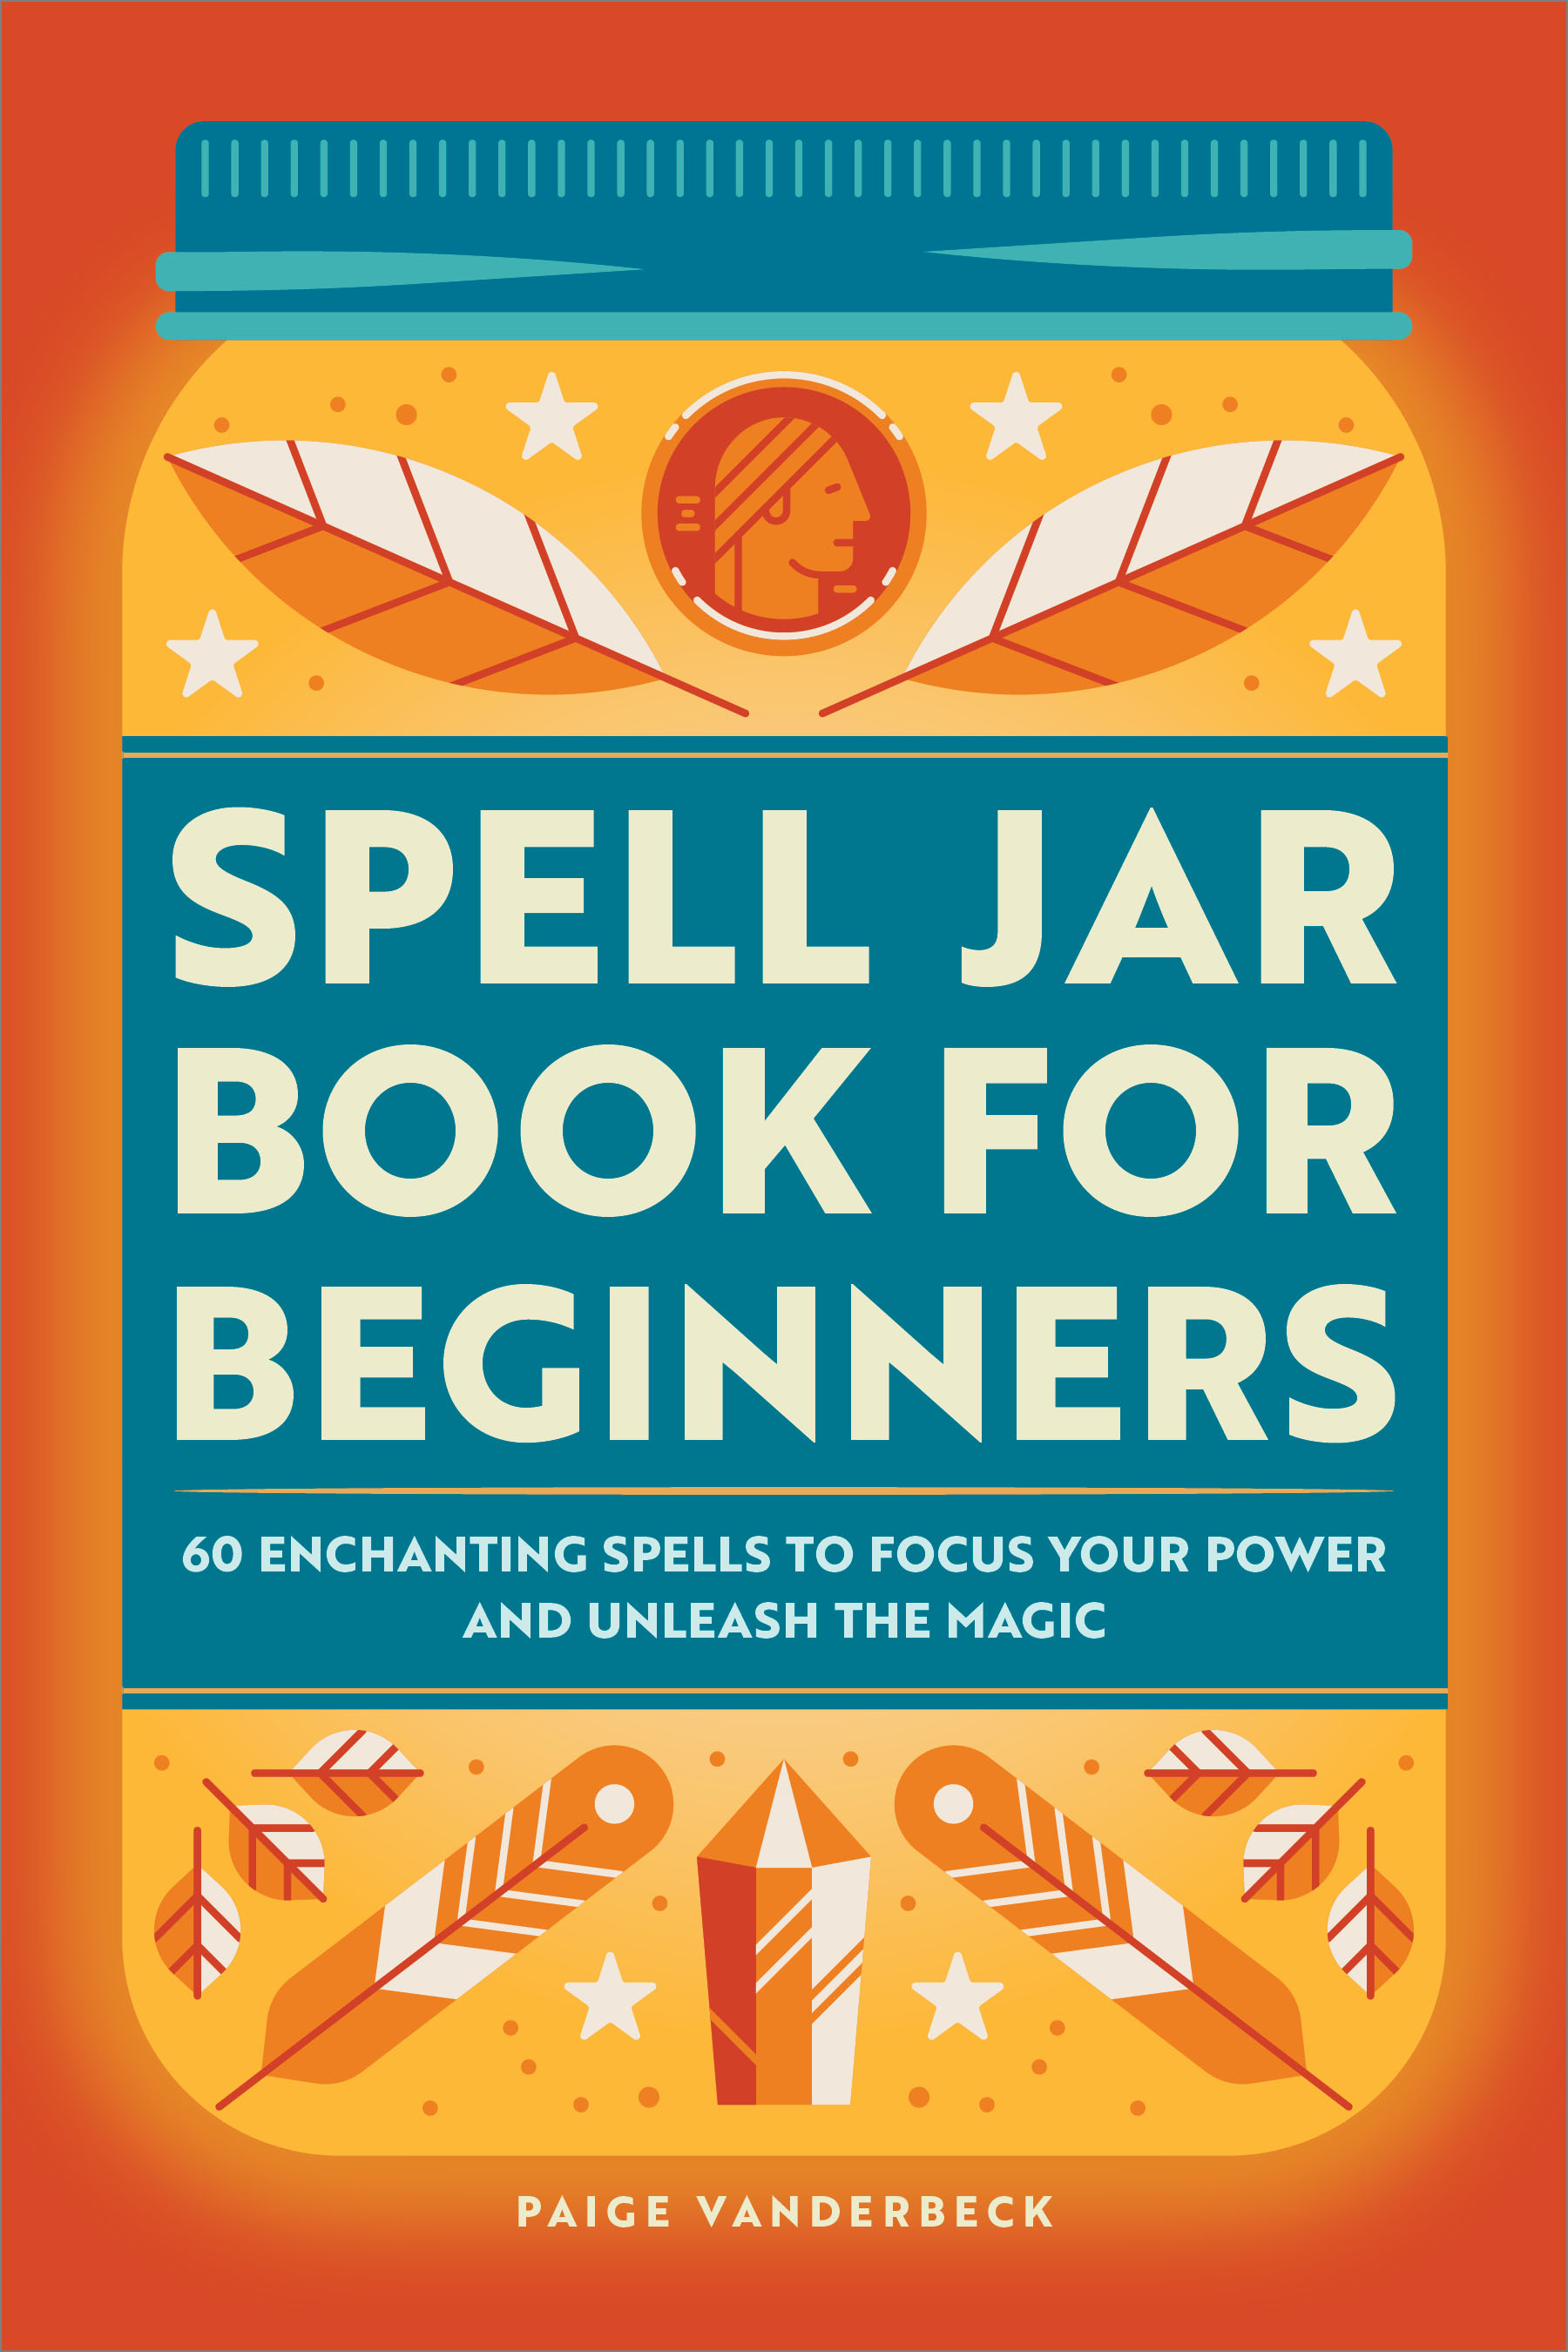 SPELL JAR
BOOK FOR
BEGINNERS
60 ENCHANTING SPELLS TO FOCUS YOUR POWER
AND UNLEASH THE MAGIC
PAIGE VANDERBECK